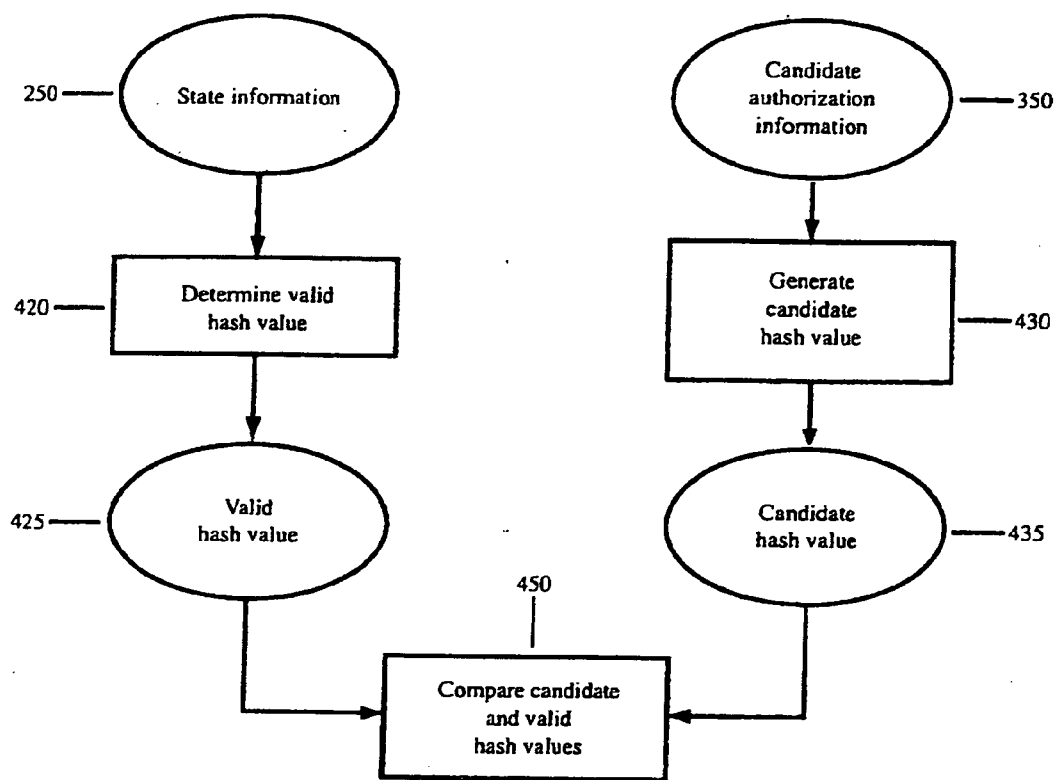 250
State information
Candidate
authorization
information
350
420
Determine valid
hash value
Generate
candidate
hash value
430
425
Valid
hash value
Candidate
hash value
435
450
Compare candidate
and valid
hash values